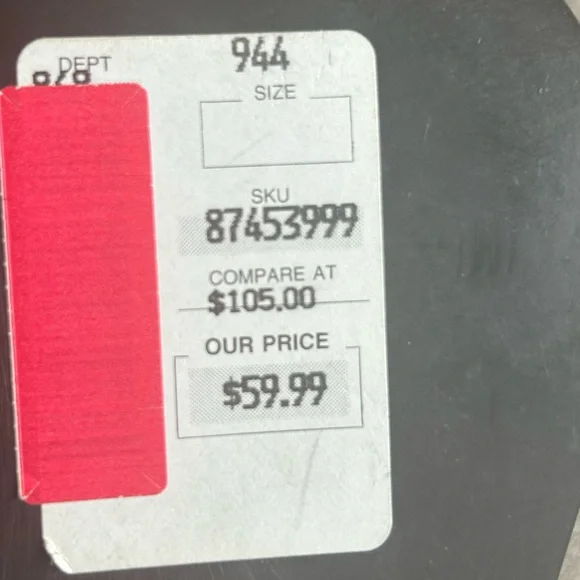 DEPT 944
SIZE
SKU
87453999
COMPARE AT
$105.00
OUR PRICE
$59.99